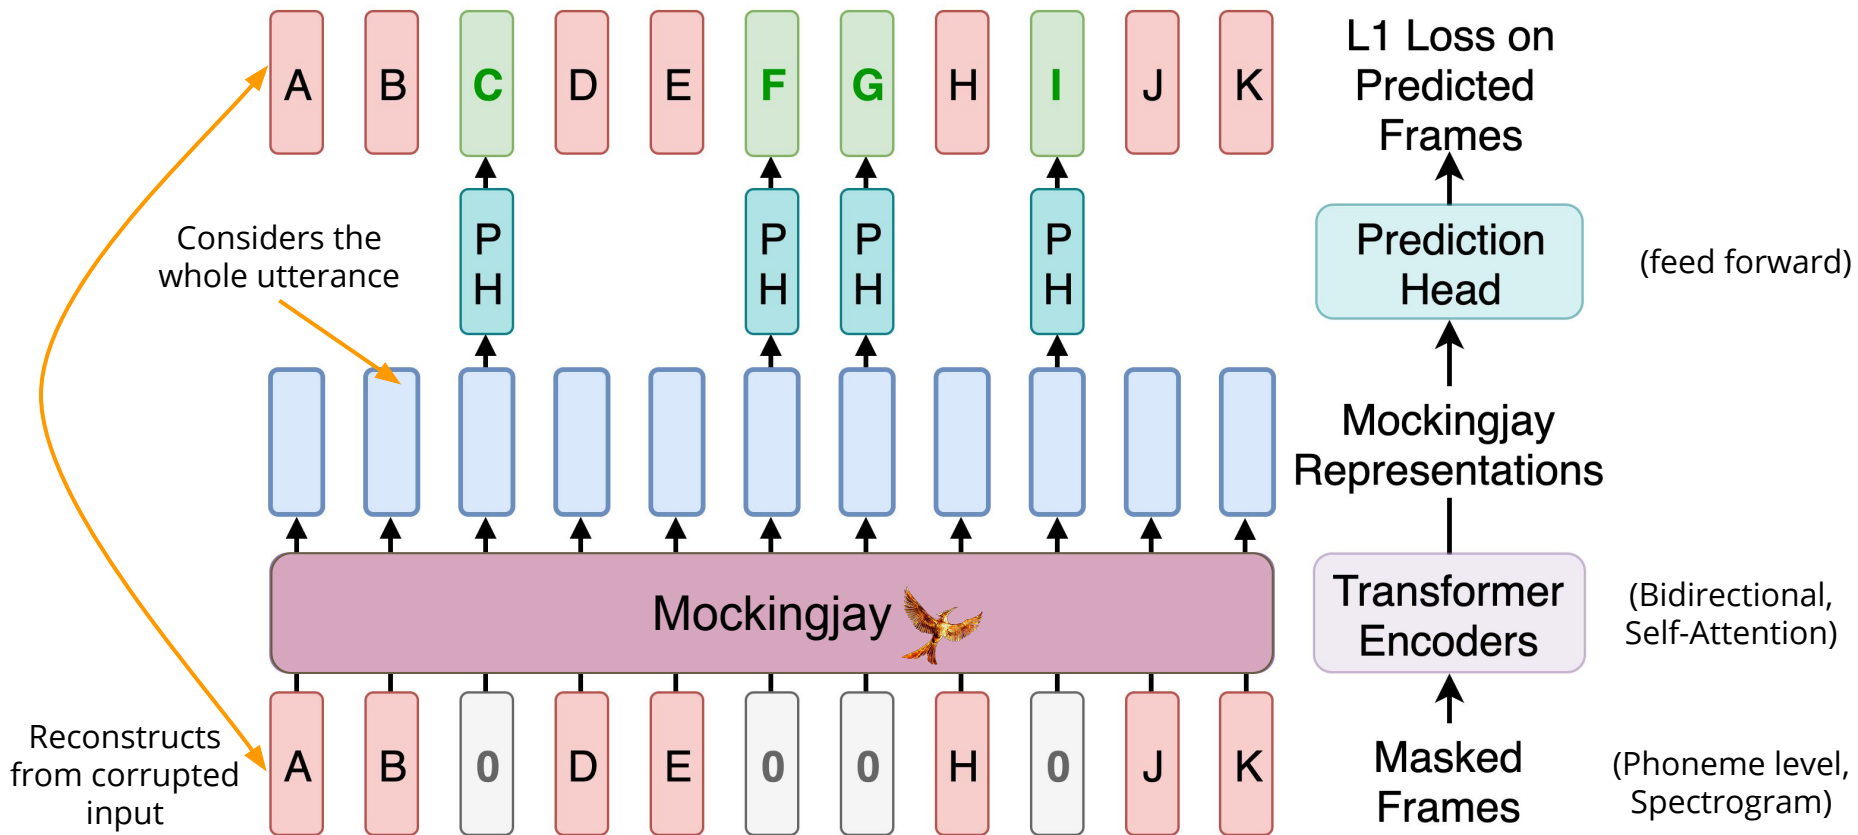 A B C D E F G H I J K
L1 Loss on
Predicted
Frames
Considers the
whole utterance
P P P P
H H H H
Prediction
Head
(feed forward)
Mockingjay
Representations
Mockingjay
Transformer
Encoders
(Bidirectional,
Self-Attention)
Reconstructs
from corrupted
input
A B 0 D E 0 0 H 0 J K
Masked
Frames
(Phoneme level,
Spectrogram)